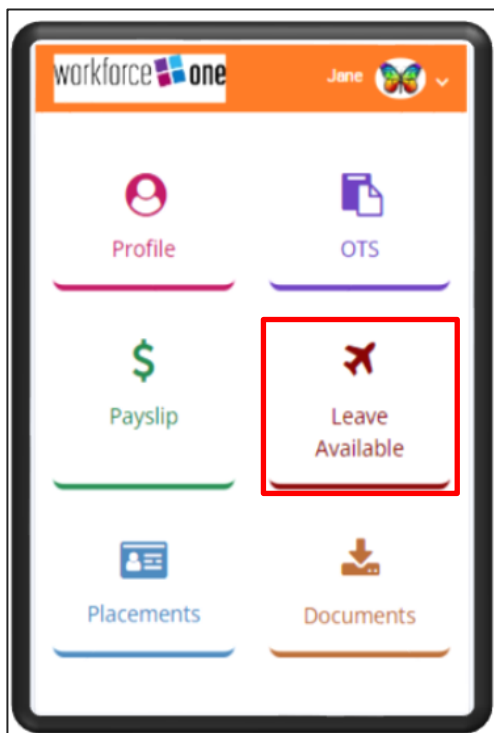 workforce one
Jane
Profile
OTS
Payslip
Leave
Available
Placements
Documents